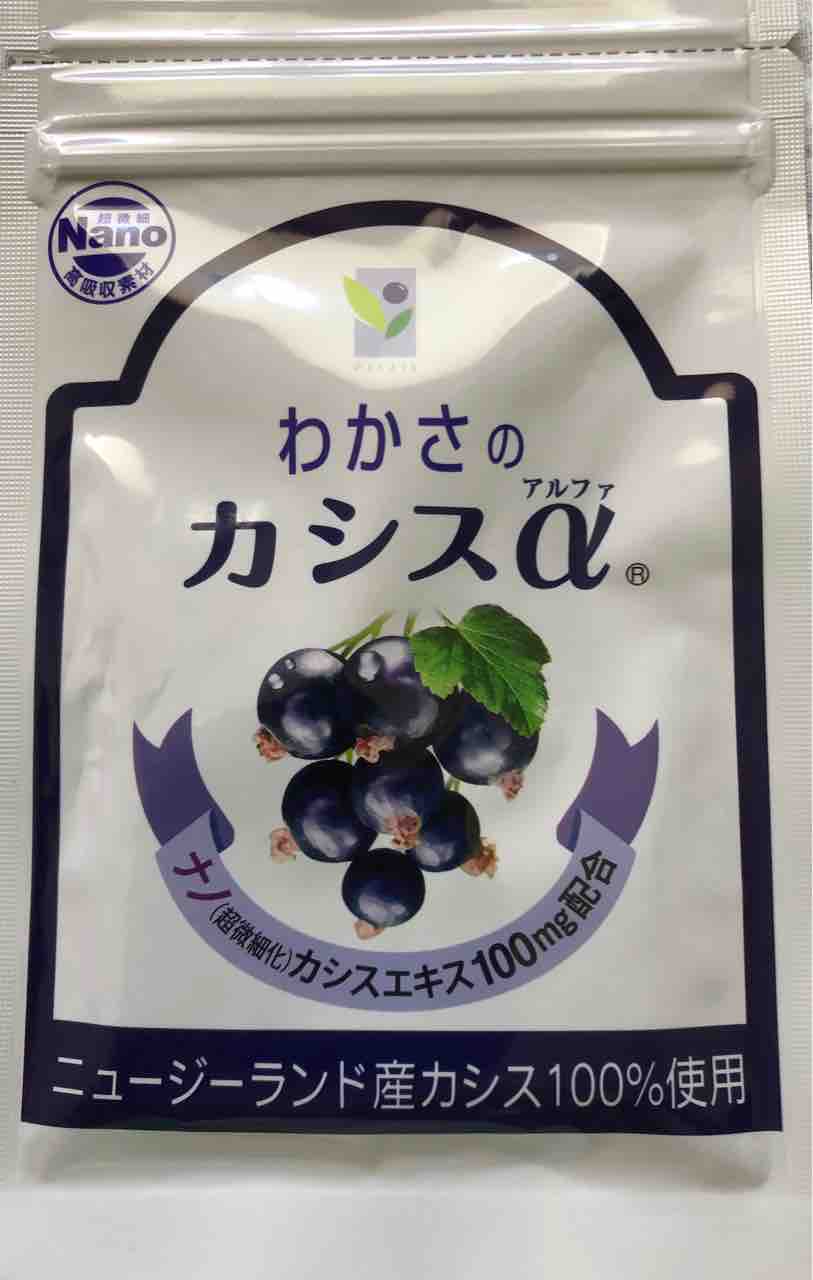 超微細
Nano
高吸収素材
わかさの
アルファ
カシスα®
ナノ(超微細化)カシスエキス100mg配合
ニュージーランド産カシス100%使用